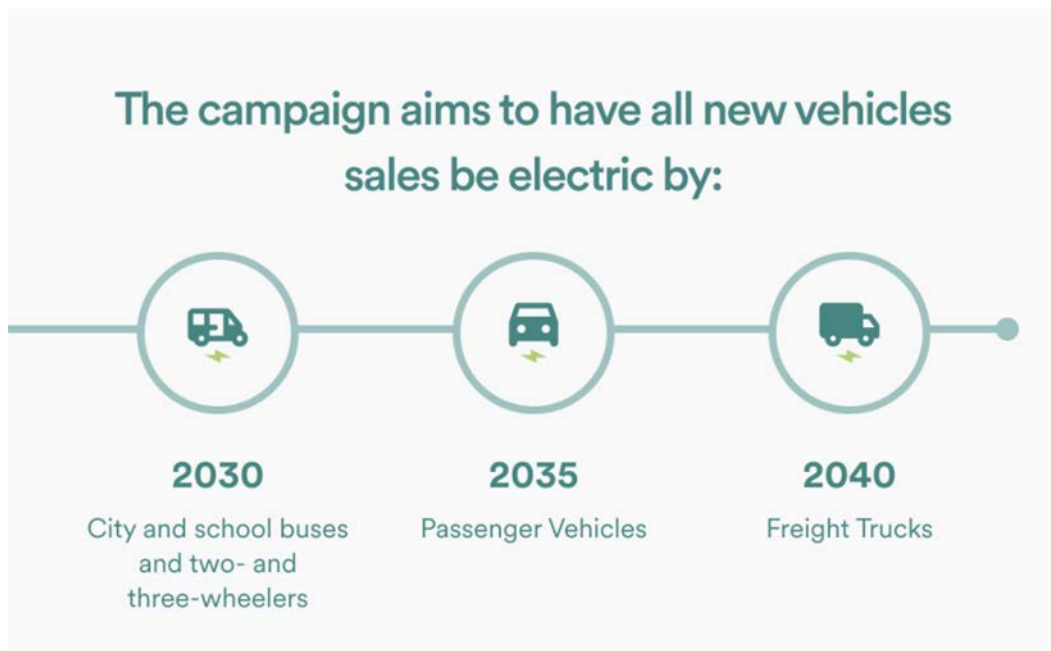 The campaign aims to have all new vehicles
sales be electric by:
2030
City and school buses
and two- and
three-wheelers
2035
Passenger Vehicles
2040
Freight Trucks